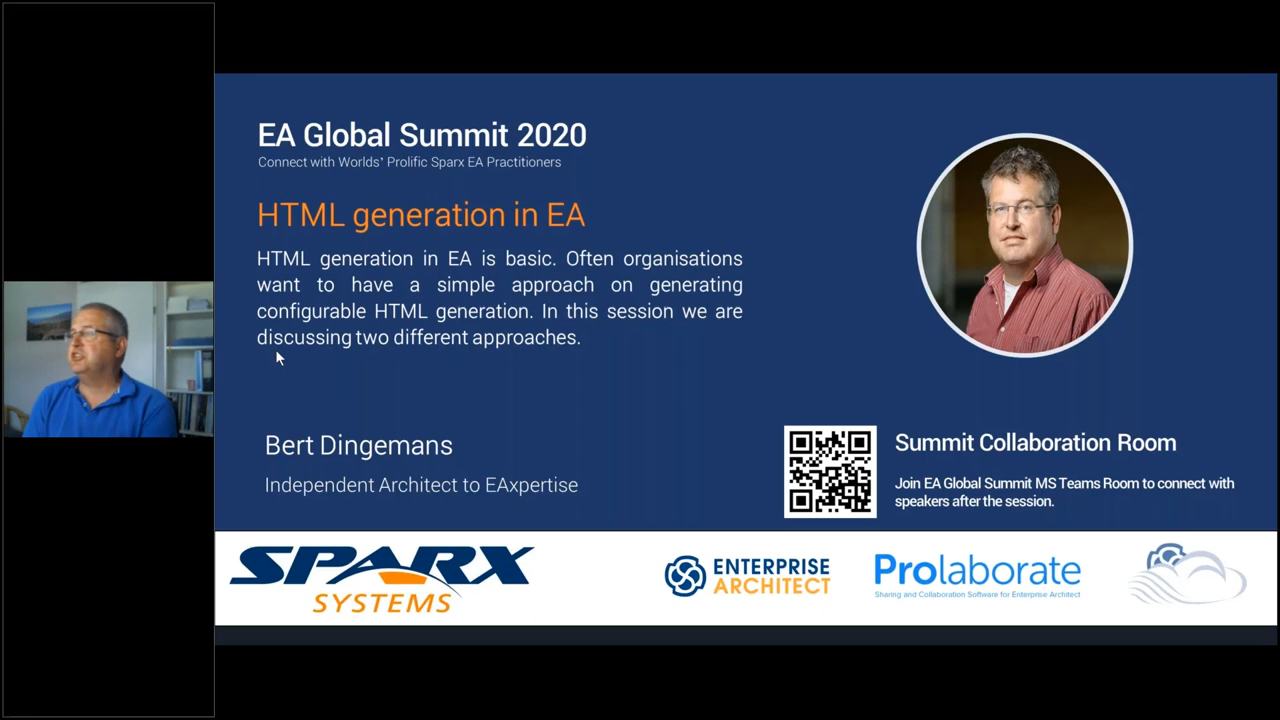 EA Global Summit 2020
Connect with Worlds' Prolific Sparx EA Practitioners
HTML generation in EA
HTML generation in EA is basic. Often organisations
want to have a simple approach on generating
configurable HTML generation. In this session we are
discussing two different approaches.
Bert Dingemans
Independent Architect to EAxpertise
Summit Collaboration Room
Join EA Global Summit MS Teams Room to connect with
speakers after the session.
SPARX
SYSTEMS
ENTERPRISE
ARCHITECT
Prolaborate
Sharing and Collaboration Software for Enterprise Architect